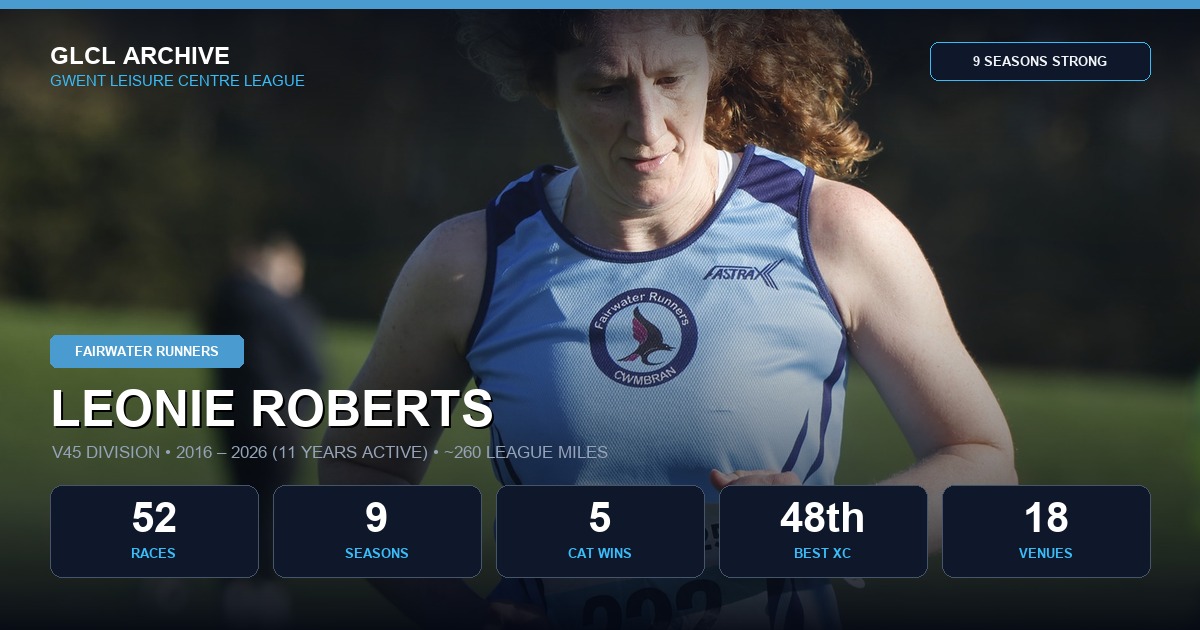 GLCL ARCHIVE
GWENT LEISURE CENTRE LEAGUE
9 SEASONS STRONG
FASTRAX
Fairwater Runners
CWMBRAN
FAIRWATER RUNNERS
LEONIE ROBERTS
V45 DIVISION • 2016 – 2026 (11 YEARS ACTIVE) • ~260 LEAGUE MILES
52
RACES
9
SEASONS
5
CAT WINS
48th
BEST XC
18
VENUES